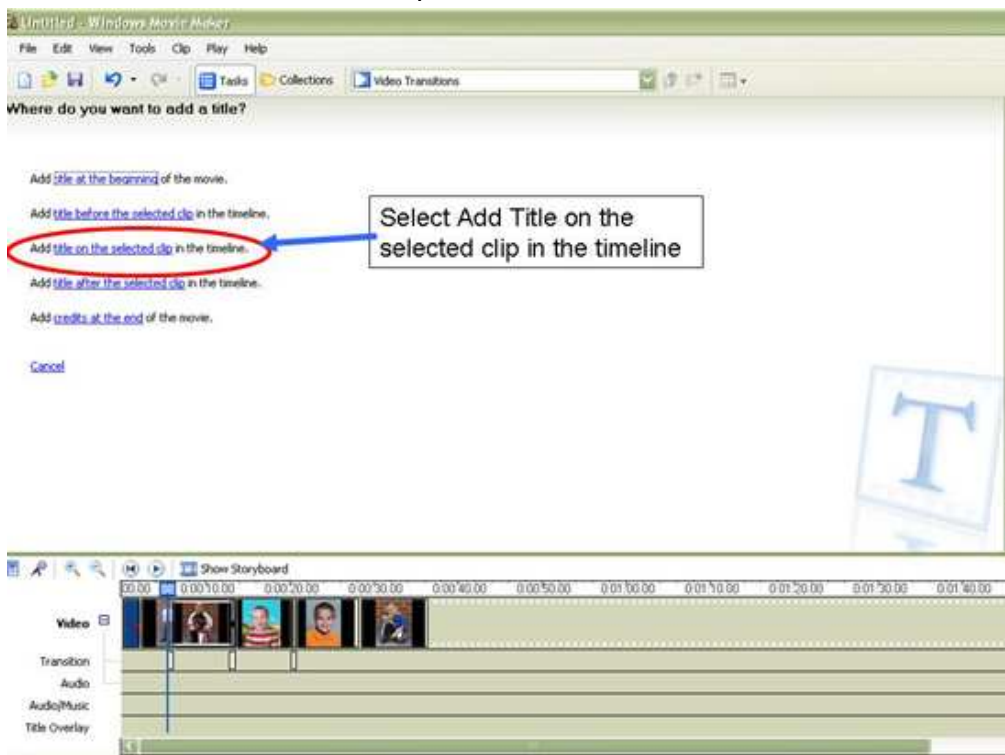 Untitled - Windows Movie Maker
File Edit View Tools Clip Play Help
Tasks Collections Video Transitions
Where do you want to add a title?
Add title at the beginning of the movie.
Add title before the selected clip in the timeline.
Add title on the selected clip in the timeline.
Select Add Title on the
selected clip in the timeline
Add title after the selected clip in the timeline.
Add credits at the end of the movie.
Cancel
T
Show Storyboard
00.00 0:00:10.00 0:00:20.00 0:00:30.00 0:00:40.00 0:00:50.00 0:01:00.00 0:01:10.00 0:01:20.00 0:01:30.00 0:01:40.00
Video
Transition
Audio
Audio/Music
Title Overlay